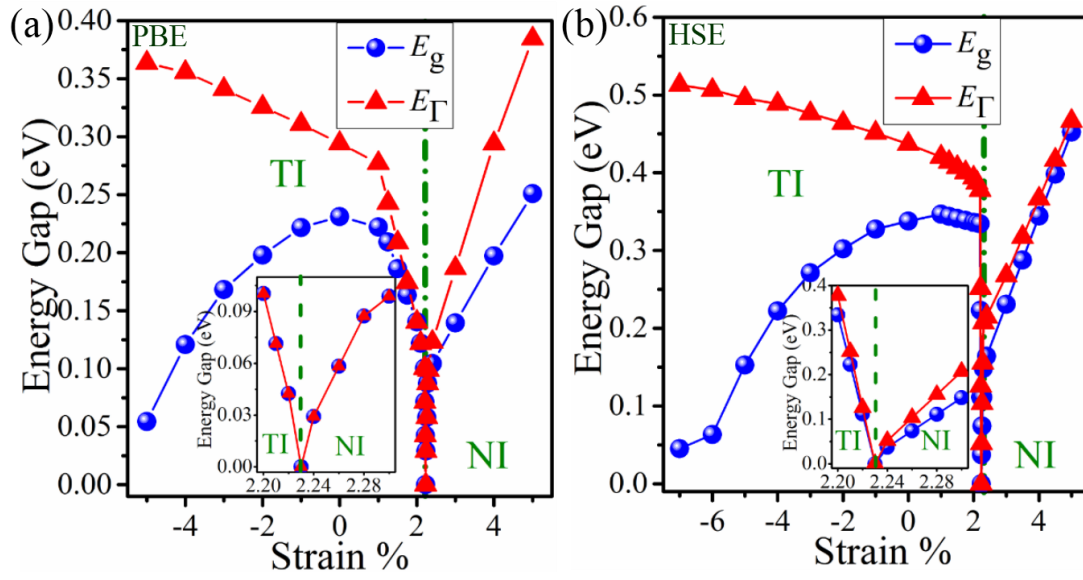 (a)
PBE
E_g
E_Γ
TI
NI
Energy Gap (eV)
0.40
0.35
0.30
0.25
0.20
0.15
0.10
0.05
0.00
-4 -2 0 2 4
Strain %
Energy Gap (eV)
0.09
0.06
0.03
0.00
TI
NI
2.20 2.24 2.28
(b)
HSE
E_g
E_Γ
TI
NI
Energy Gap (eV)
0.6
0.5
0.4
0.3
0.2
0.1
0.0
-6 -4 -2 0 2 4
Strain %
Energy Gap (eV)
0.4
0.3
0.2
0.1
0.0
TI
NI
2.20 2.24 2.28